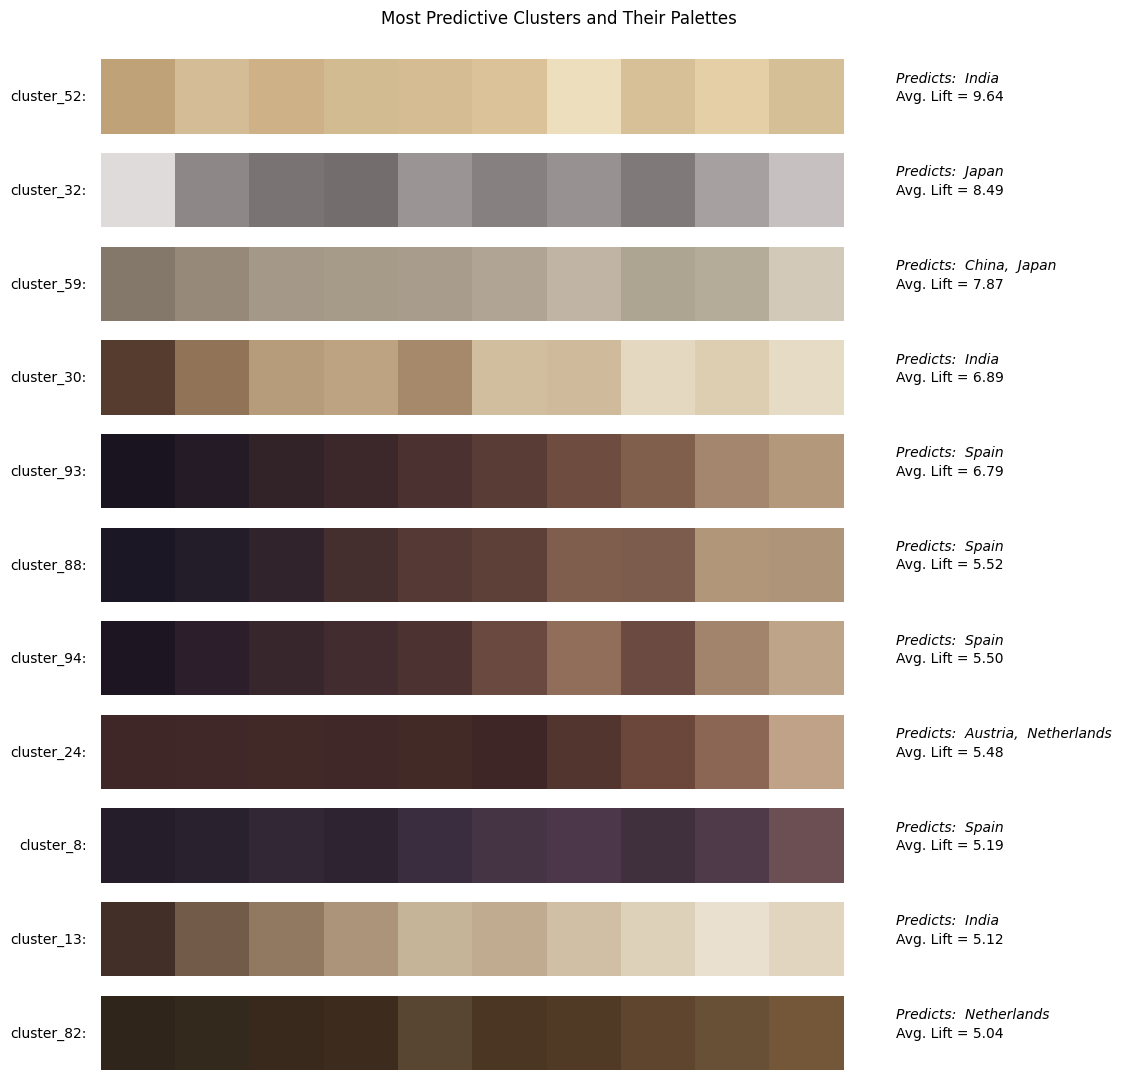 Most Predictive Clusters and Their Palettes
cluster_52:
Predicts:  India
Avg. Lift = 9.64
cluster_32:
Predicts:  Japan
Avg. Lift = 8.49
cluster_59:
Predicts:  China,  Japan
Avg. Lift = 7.87
cluster_30:
Predicts:  India
Avg. Lift = 6.89
cluster_93:
Predicts:  Spain
Avg. Lift = 6.79
cluster_88:
Predicts:  Spain
Avg. Lift = 5.52
cluster_94:
Predicts:  Spain
Avg. Lift = 5.50
cluster_24:
Predicts:  Austria,  Netherlands
Avg. Lift = 5.48
cluster_8:
Predicts:  Spain
Avg. Lift = 5.19
cluster_13:
Predicts:  India
Avg. Lift = 5.12
cluster_82:
Predicts:  Netherlands
Avg. Lift = 5.04